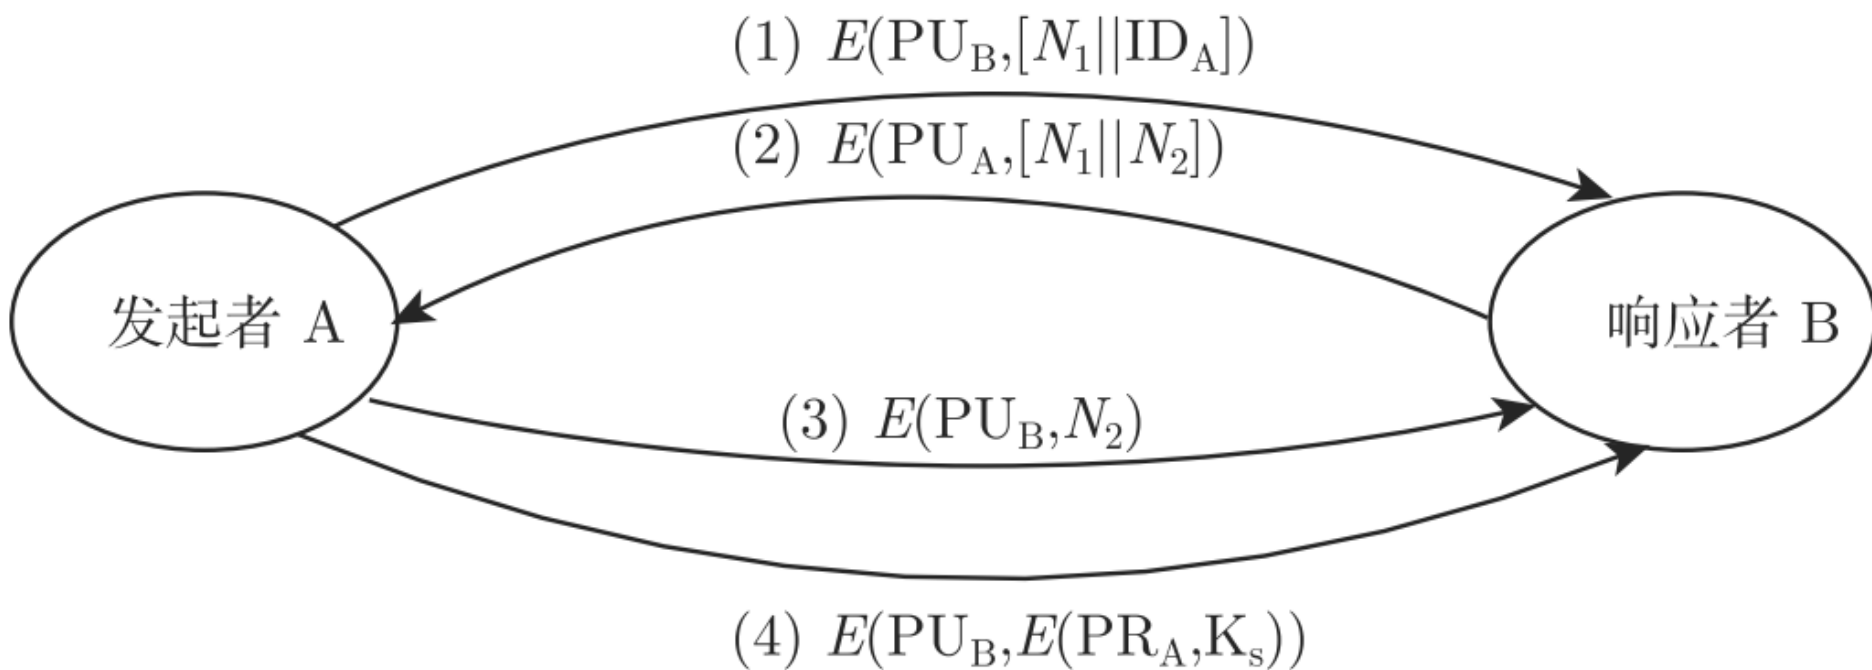 (1) E(PU_B,[N_1||ID_A])
(2) E(PU_A,[N_1||N_2])
发起者 A
响应者 B
(3) E(PU_B,N_2)
(4) E(PU_B,E(PR_A,K_s))